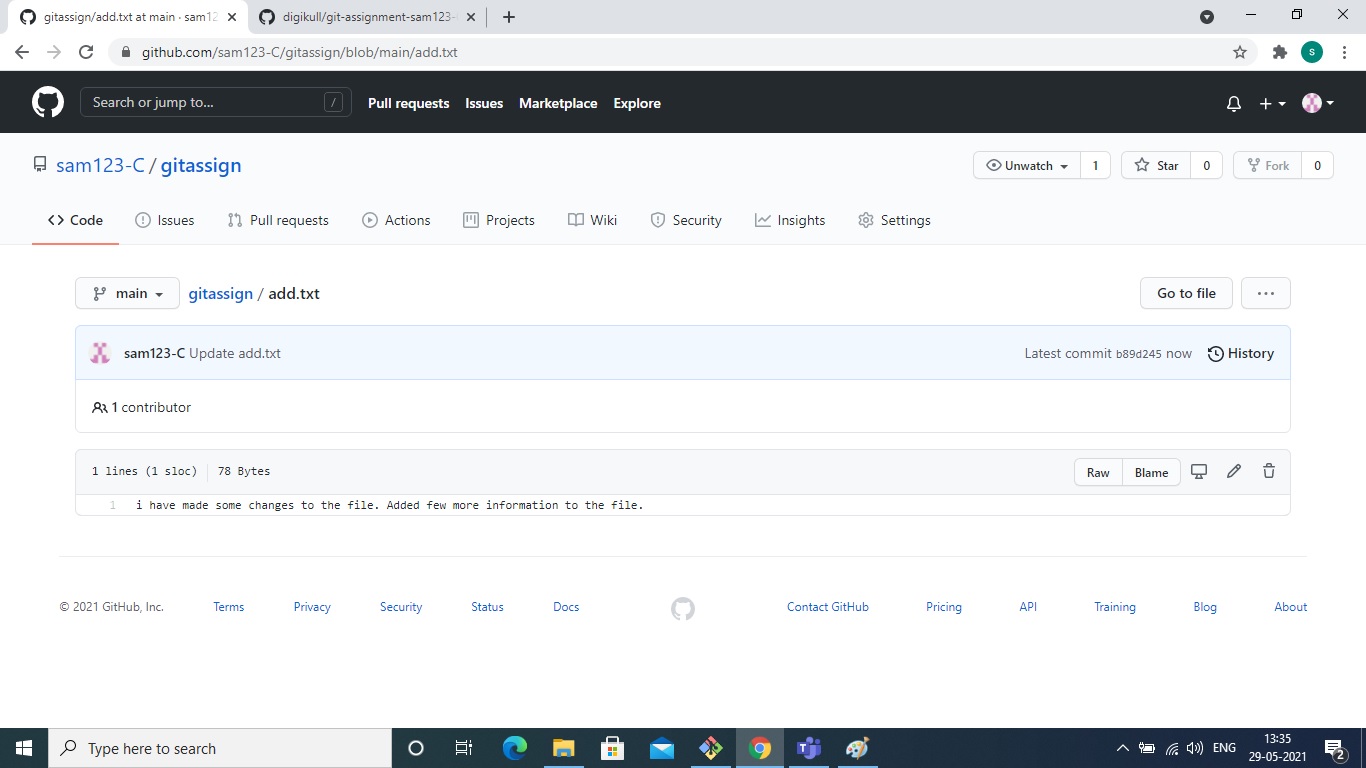 gitassign/add.txt at main · sam12
digikull/git-assignment-sam123-
github.com/sam123-C/gitassign/blob/main/add.txt
S
Search or jump to...
/
Pull requests
Issues
Marketplace
Explore
sam123-C / gitassign
Unwatch 1
Star 0
Fork 0
Code
Issues
Pull requests
Actions
Projects
Wiki
Security
Insights
Settings
main
gitassign / add.txt
Go to file
sam123-C Update add.txt
Latest commit b89d245 now
History
1 contributor
1 lines (1 sloc)
78 Bytes
Raw
Blame
1 i have made some changes to the file. Added few more information to the file.
© 2021 GitHub, Inc.
Terms
Privacy
Security
Status
Docs
Contact GitHub
Pricing
API
Training
Blog
About
Type here to search
ENG
13:35
29-05-2021
2